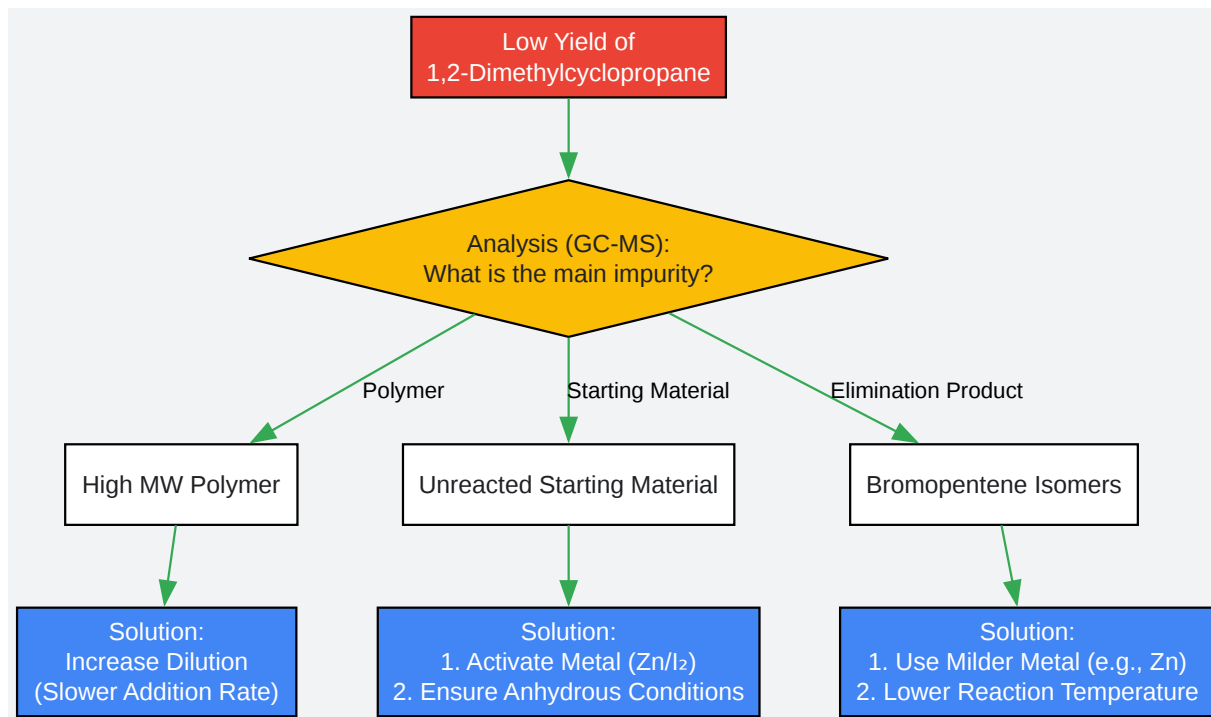 Low Yield of
1,2-Dimethylcyclopropane
Analysis (GC-MS):
What is the main impurity?
Polymer
Starting Material
Elimination Product
High MW Polymer
Unreacted Starting Material
Bromopentene Isomers
Solution:
Increase Dilution
(Slower Addition Rate)
Solution:
1. Activate Metal (Zn/I₂)
2. Ensure Anhydrous Conditions
Solution:
1. Use Milder Metal (e.g., Zn)
2. Lower Reaction Temperature